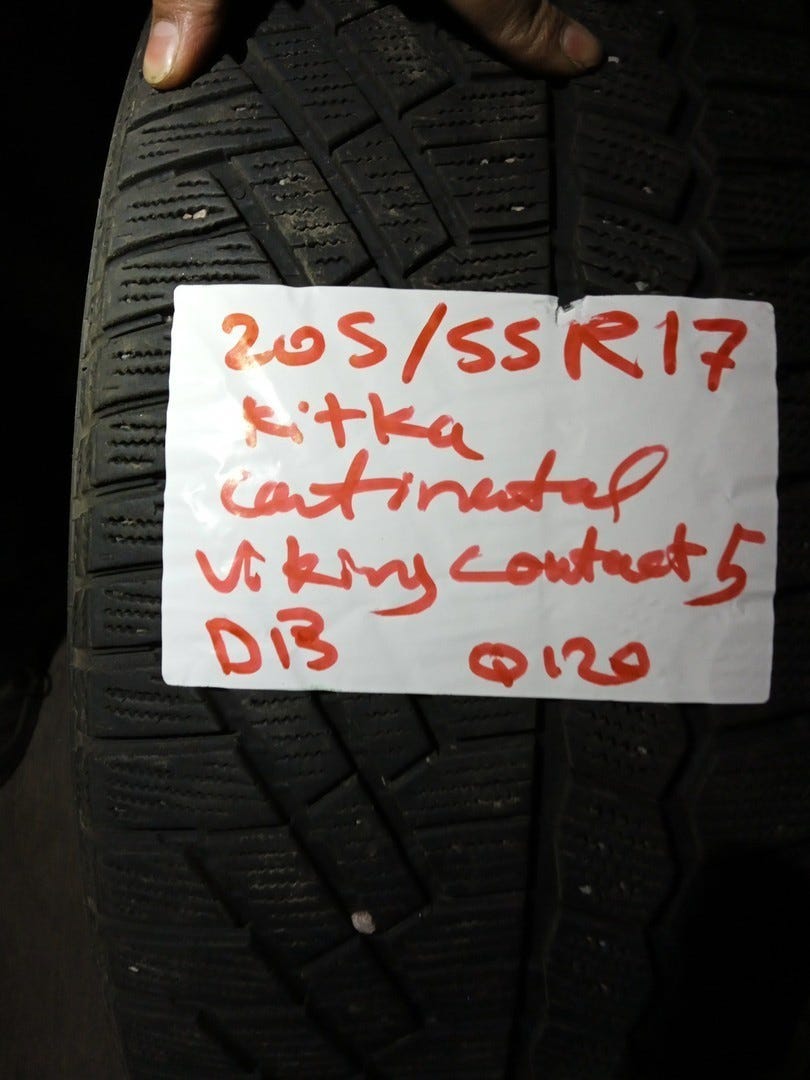 205/55R17
Kitka
Continental
Viking Contact 5
D13 Q120